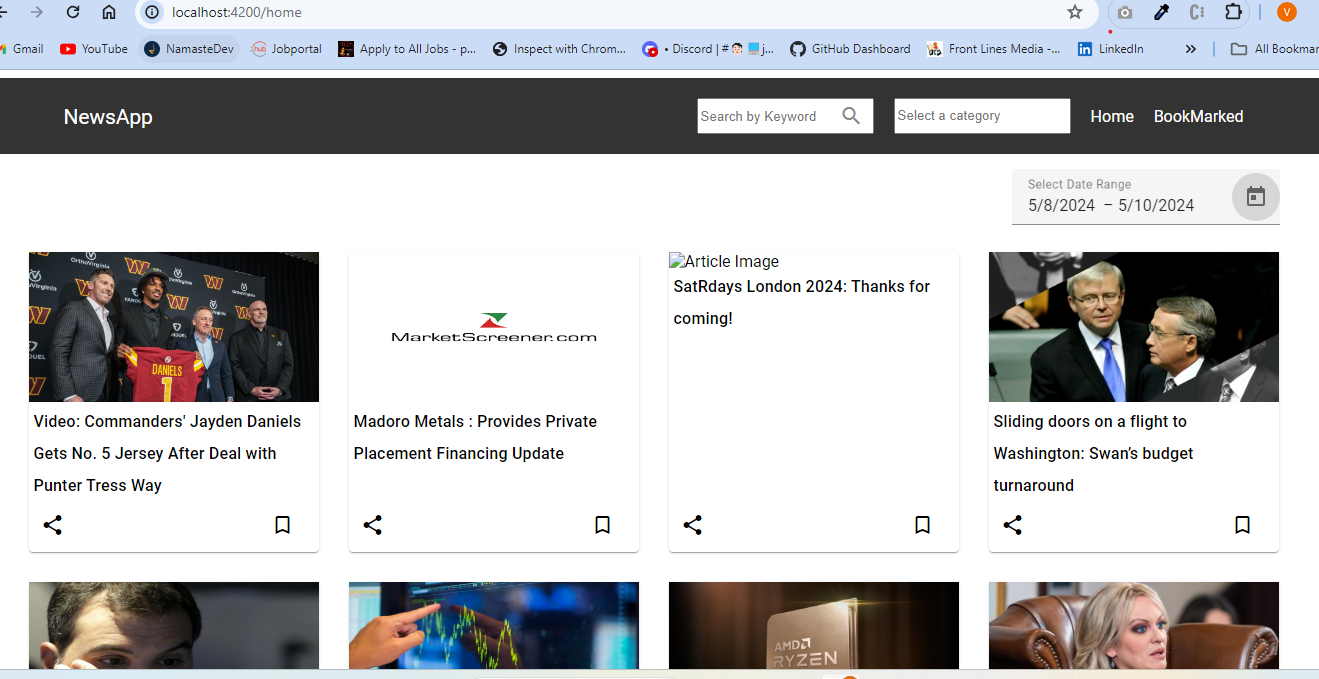 localhost:4200/home
Gmail YouTube NamasteDev Jobportal Apply to All Jobs - p... Inspect with Chrom... • Discord | # j... GitHub Dashboard Front Lines Media -... LinkedIn » All Bookmar
V
NewsApp Search by Keyword Select a category Home BookMarked
Select Date Range
5/8/2024 – 5/10/2024
OrthoVirginia
DANIELS
1
Video: Commanders' Jayden Daniels
Gets No. 5 Jersey After Deal with
Punter Tress Way
MarketScreener.com
Madoro Metals : Provides Private
Placement Financing Update
Article Image
SatRdays London 2024: Thanks for
coming!
Sliding doors on a flight to
Washington: Swan’s budget
turnaround
AMD
RYZEN